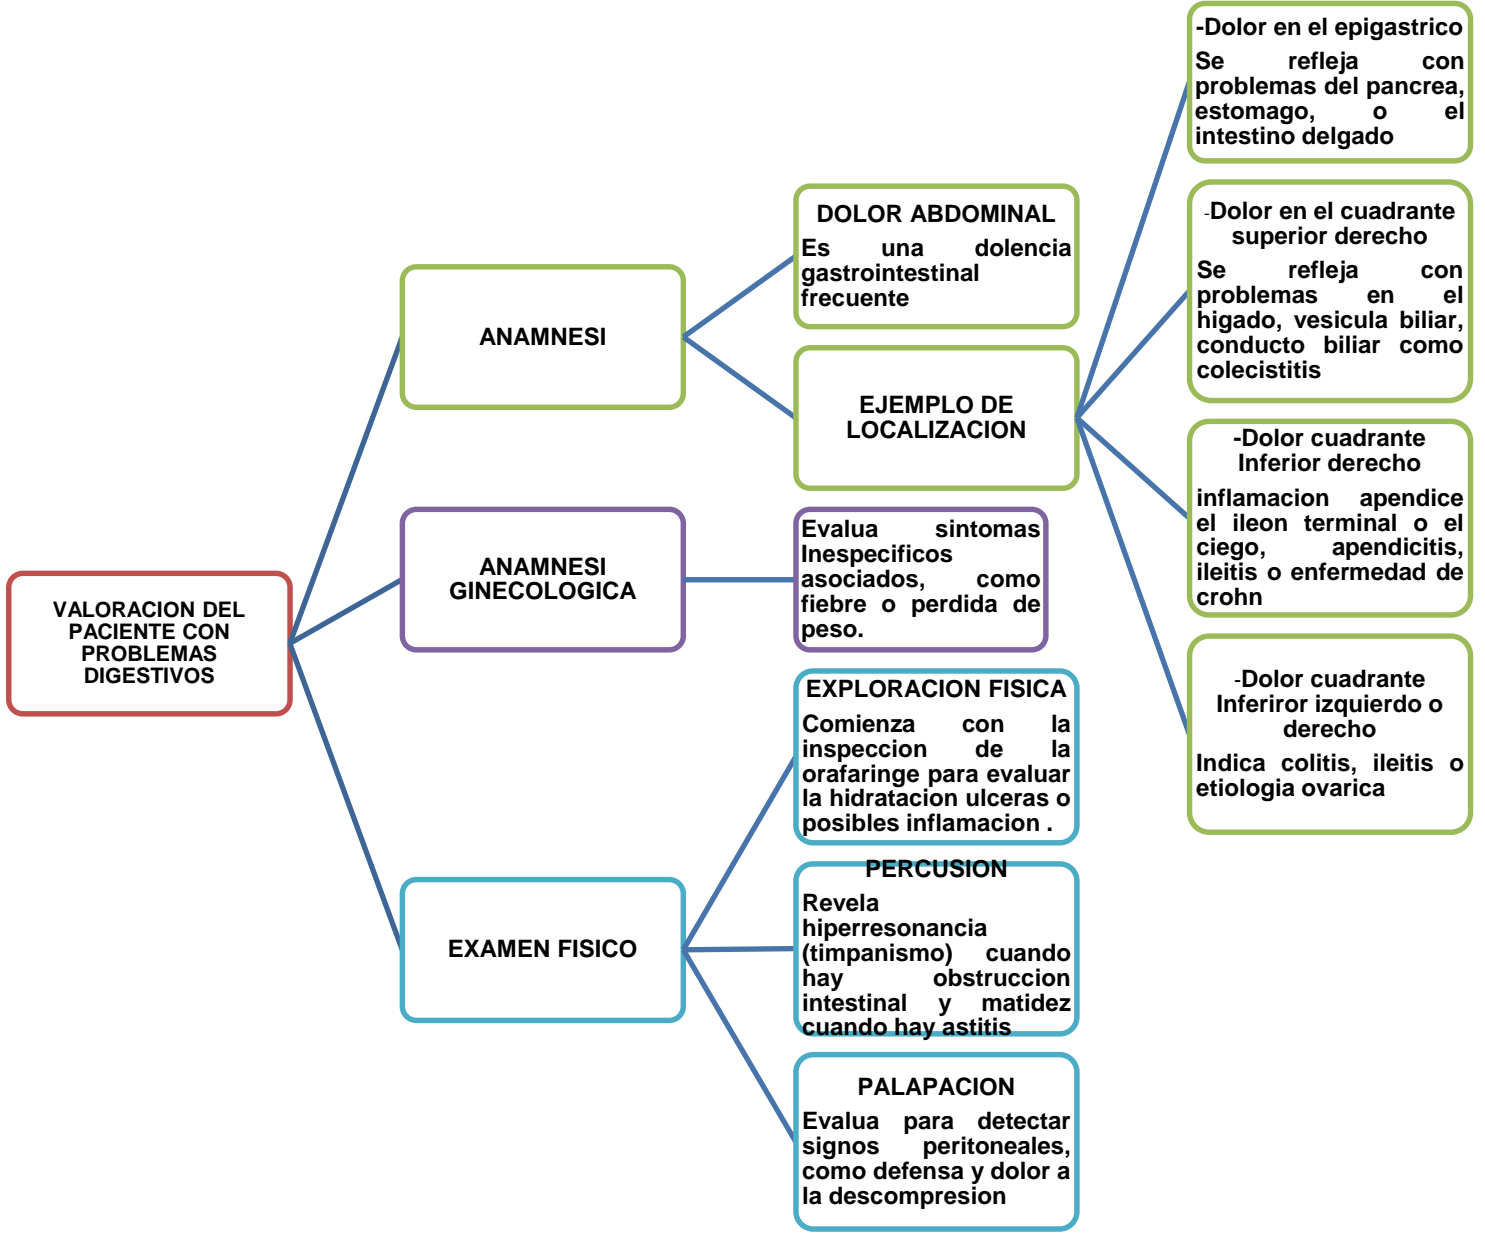 VALORACION DEL
PACIENTE CON
PROBLEMAS
DIGESTIVOS
ANAMNESI
DOLOR ABDOMINAL
Es una dolencia
gastrointestinal
frecuente
EJEMPLO DE
LOCALIZACION
-Dolor en el epigastrico
Se refleja con
problemas del pancrea,
estomago, o el
intestino delgado
-Dolor en el cuadrante
superior derecho
Se refleja con
problemas en el
higado, vesicula biliar,
conducto biliar como
colecistitis
-Dolor cuadrante
Inferior derecho
inflamacion apendice
el ileon terminal o el
ciego, apendicitis,
ileitis o enfermedad de
crohn
-Dolor cuadrante
Inferiror izquierdo o
derecho
Indica colitis, ileitis o
etiologia ovarica
ANAMNESI
GINECOLOGICA
Evalua sintomas
Inespecificos
asociados, como
fiebre o perdida de
peso.
EXAMEN FISICO
EXPLORACION FISICA
Comienza con la
inspeccion de la
orafaringe para evaluar
la hidratacion ulceras o
posibles inflamacion .
PERCUSION
Revela
hiperresonancia
(timpanismo) cuando
hay obstruccion
intestinal y matidez
cuando hay astitis
PALAPACION
Evalua para detectar
signos peritoneales,
como defensa y dolor a
la descompresion